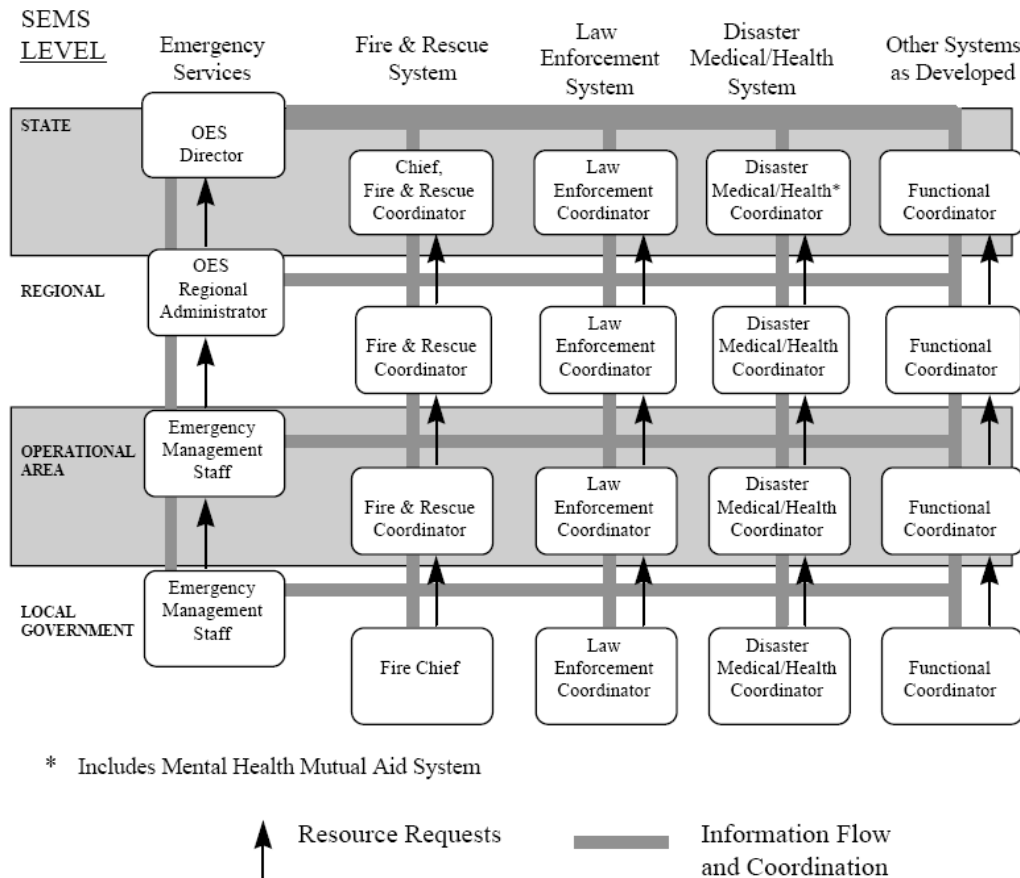 SEMS
LEVEL
Emergency
Services
Fire & Rescue
System
Law
Enforcement
System
Disaster
Medical/Health
System
Other Systems
as Developed
STATE
OES
Director
Chief,
Fire & Rescue
Coordinator
Law
Enforcement
Coordinator
Disaster
Medical/Health*
Coordinator
Functional
Coordinator
REGIONAL
OES
Regional
Administrator
Fire & Rescue
Coordinator
Law
Enforcement
Coordinator
Disaster
Medical/Health
Coordinator
Functional
Coordinator
OPERATIONAL
AREA
Emergency
Management
Staff
Fire & Rescue
Coordinator
Law
Enforcement
Coordinator
Disaster
Medical/Health
Coordinator
Functional
Coordinator
LOCAL
GOVERNMENT
Emergency
Management
Staff
Fire Chief
Law
Enforcement
Coordinator
Disaster
Medical/Health
Coordinator
Functional
Coordinator
* Includes Mental Health Mutual Aid System
Resource Requests
Information Flow
and Coordination